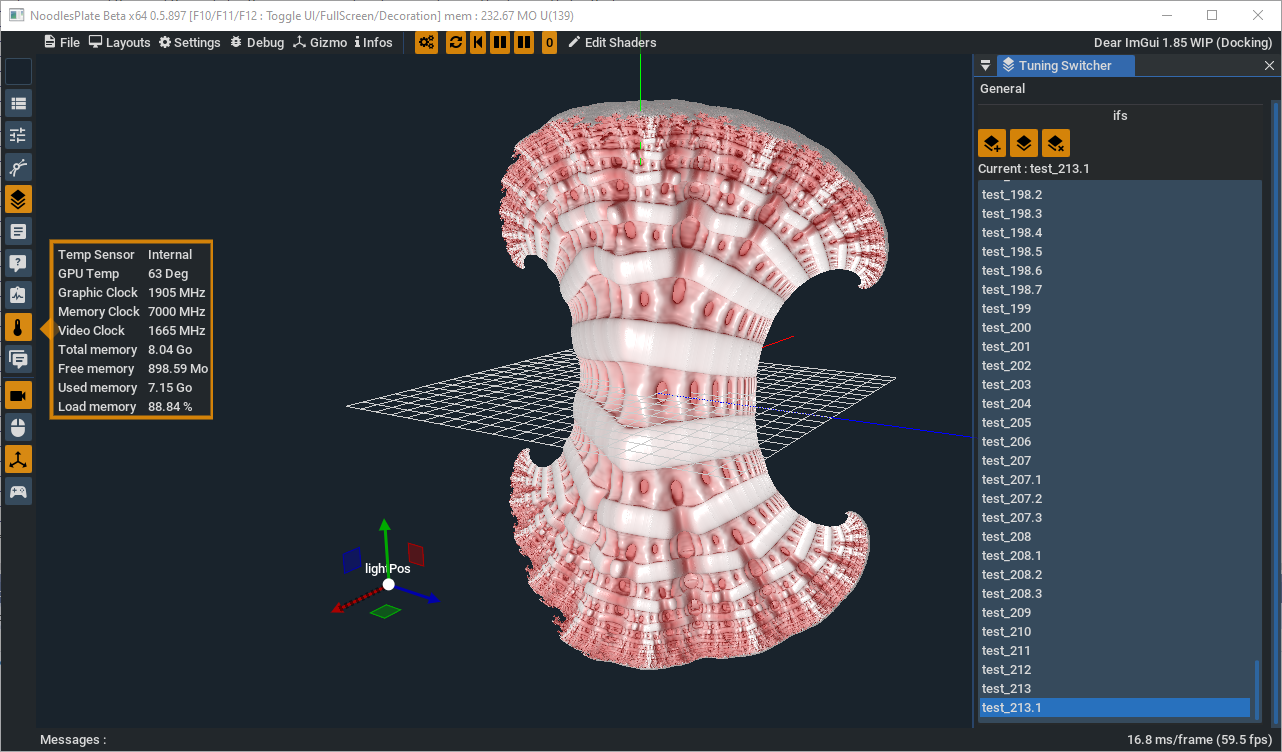 NoodlesPlate Beta x64 0.5.897 [F10/F11/F12 : Toggle UI/FullScreen/Decoration] mem : 232.67 MO U(139)
File Layouts Settings Debug Gizmo Infos 0 Edit Shaders Dear ImGui 1.85 WIP (Docking)
Tuning Switcher
General
ifs
Current : test_213.1
test_198.2
test_198.3
test_198.4
test_198.5
test_198.6
test_198.7
test_199
test_200
test_201
test_202
test_203
test_204
test_205
test_206
test_207
test_207.1
test_207.2
test_207.3
test_208
test_208.1
test_208.2
test_208.3
test_209
test_210
test_211
test_212
test_213
test_213.1
Temp Sensor Internal
GPU Temp 63 Deg
Graphic Clock 1905 MHz
Memory Clock 7000 MHz
Video Clock 1665 MHz
Total memory 8.04 Go
Free memory 898.59 Mo
Used memory 7.15 Go
Load memory 88.84 %
lightPos
Messages : 16.8 ms/frame (59.5 fps)